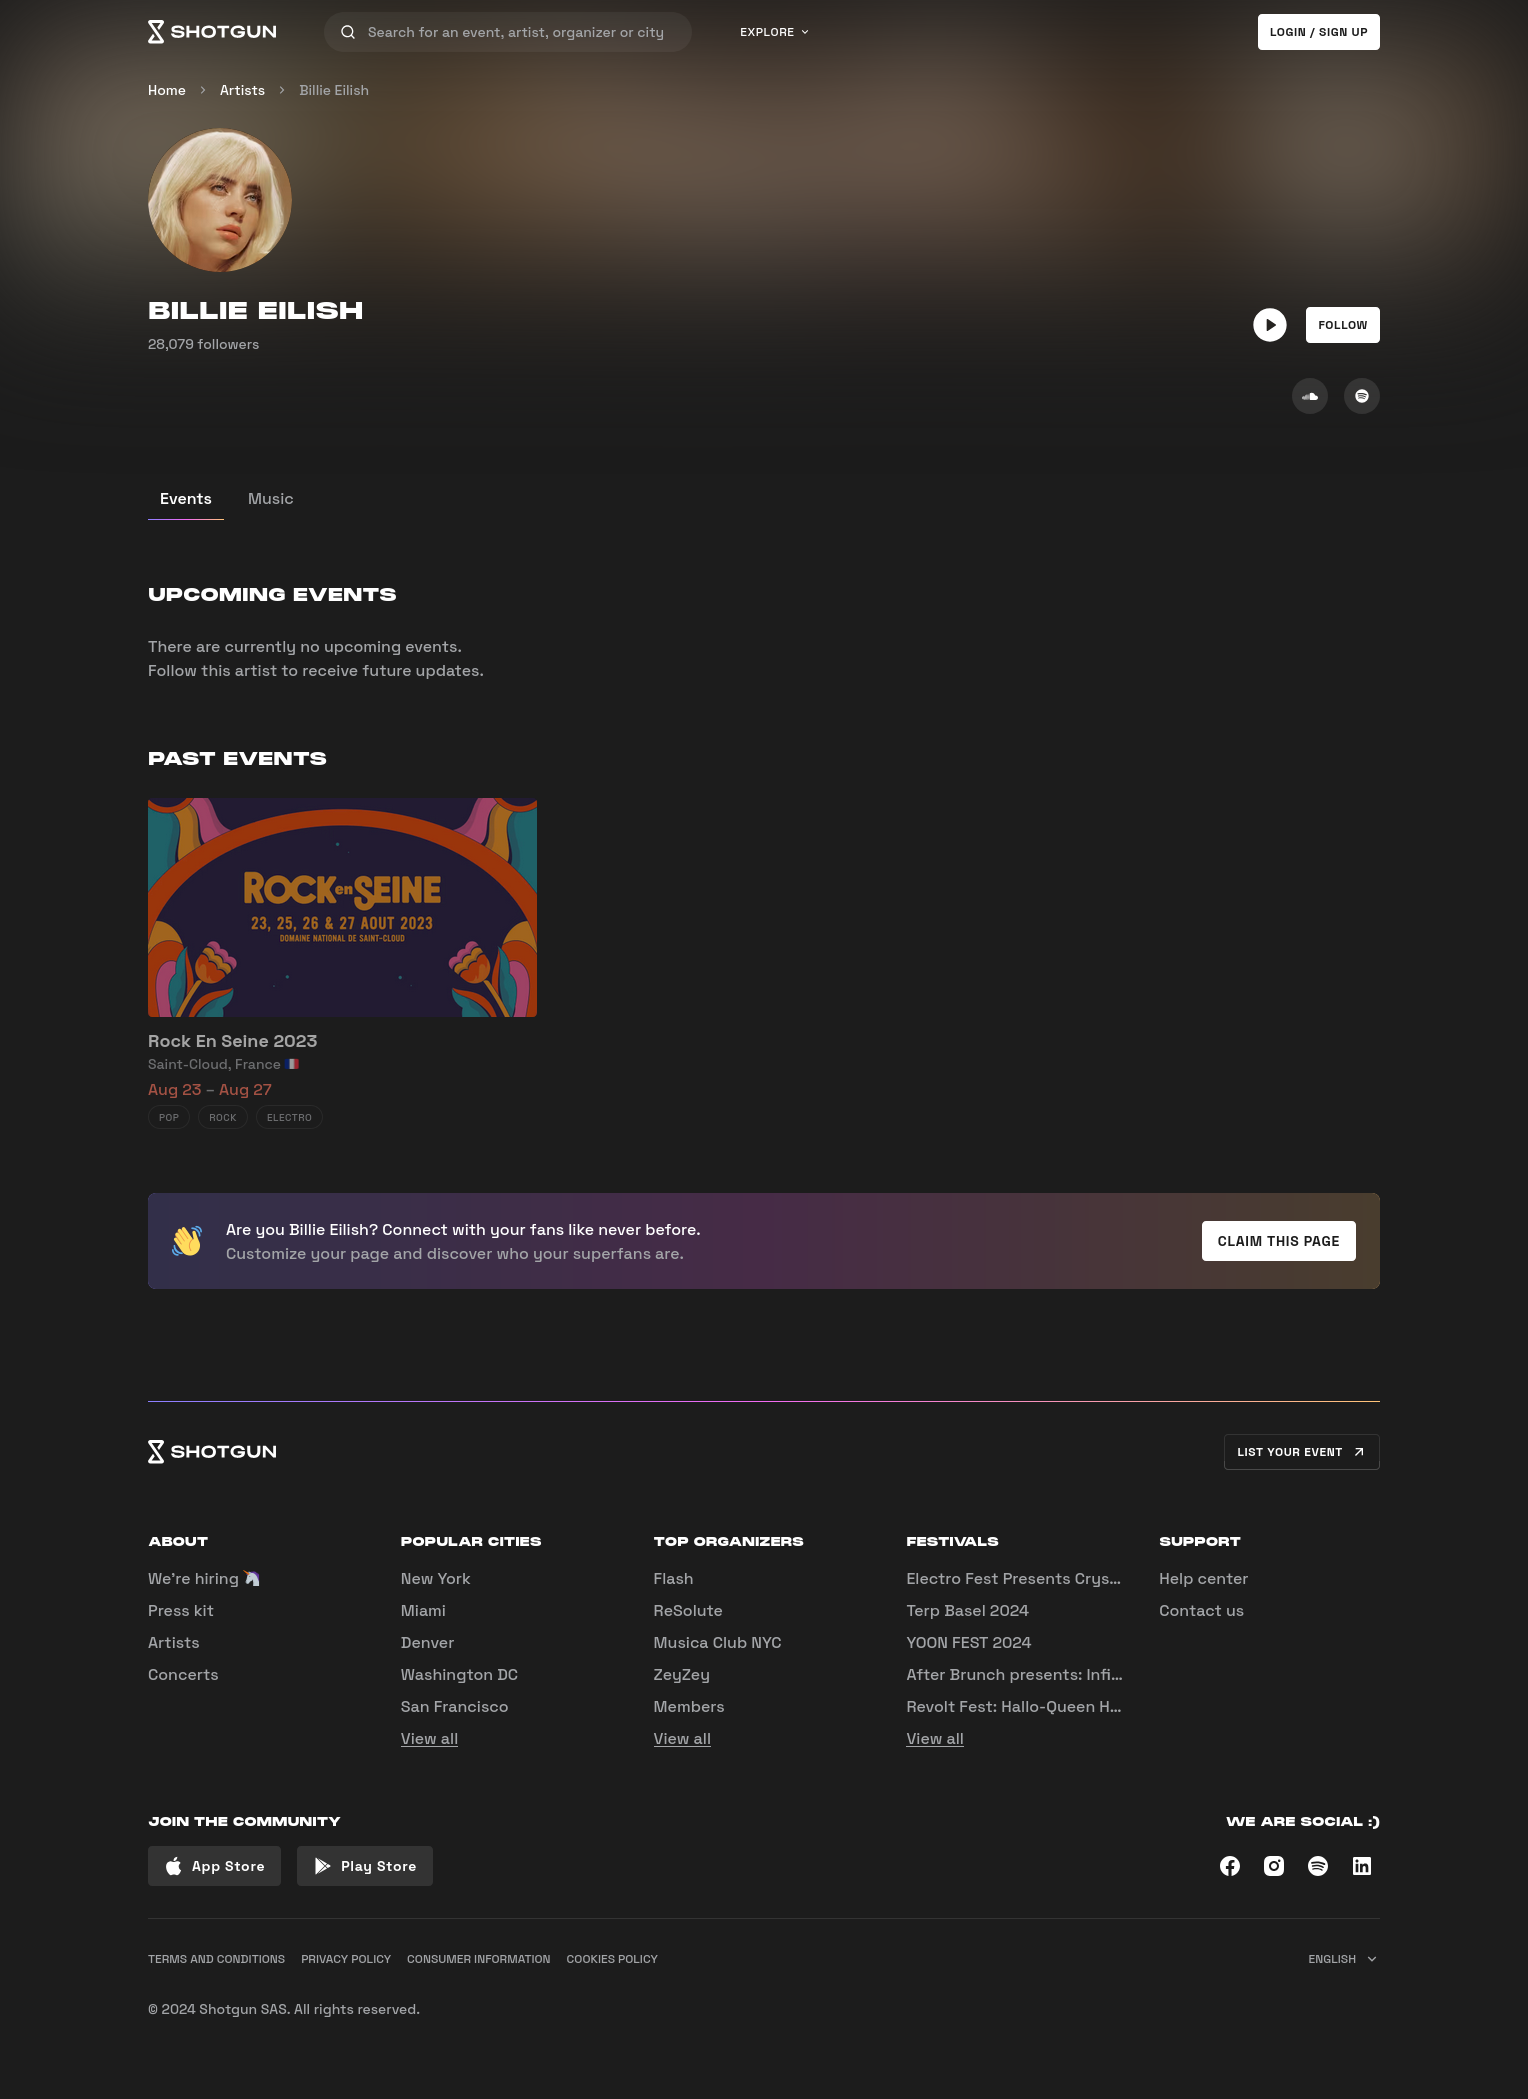 SHOTGUN
Search for an event, artist, organizer or city
EXPLORE
LOGIN / SIGN UP
Home
Artists
Billie Eilish
BILLIE EILISH
28,079 followers
FOLLOW
Events
Music
UPCOMING EVENTS
There are currently no upcoming events.
Follow this artist to receive future updates.
PAST EVENTS
ROCK en SEINE
23, 25, 26 & 27 AOUT 2023
DOMAINE NATIONAL DE SAINT-CLOUD
Rock En Seine 2023
Saint-Cloud, France 🇫🇷
Aug 23 – Aug 27
POP
ROCK
ELECTRO
Are you Billie Eilish? Connect with your fans like never before.
Customize your page and discover who your superfans are.
CLAIM THIS PAGE
SHOTGUN
LIST YOUR EVENT
ABOUT
We're hiring 🦄
Press kit
Artists
Concerts
POPULAR CITIES
New York
Miami
Denver
Washington DC
San Francisco
View all
TOP ORGANIZERS
Flash
ReSolute
Musica Club NYC
ZeyZey
Members
View all
FESTIVALS
Electro Fest Presents Crys...
Terp Basel 2024
YOON FEST 2024
After Brunch presents: Infi...
Revolt Fest: Hallo-Queen H...
View all
SUPPORT
Help center
Contact us
JOIN THE COMMUNITY
App Store
Play Store
WE ARE SOCIAL :)
TERMS AND CONDITIONS
PRIVACY POLICY
CONSUMER INFORMATION
COOKIES POLICY
ENGLISH
© 2024 Shotgun SAS. All rights reserved.